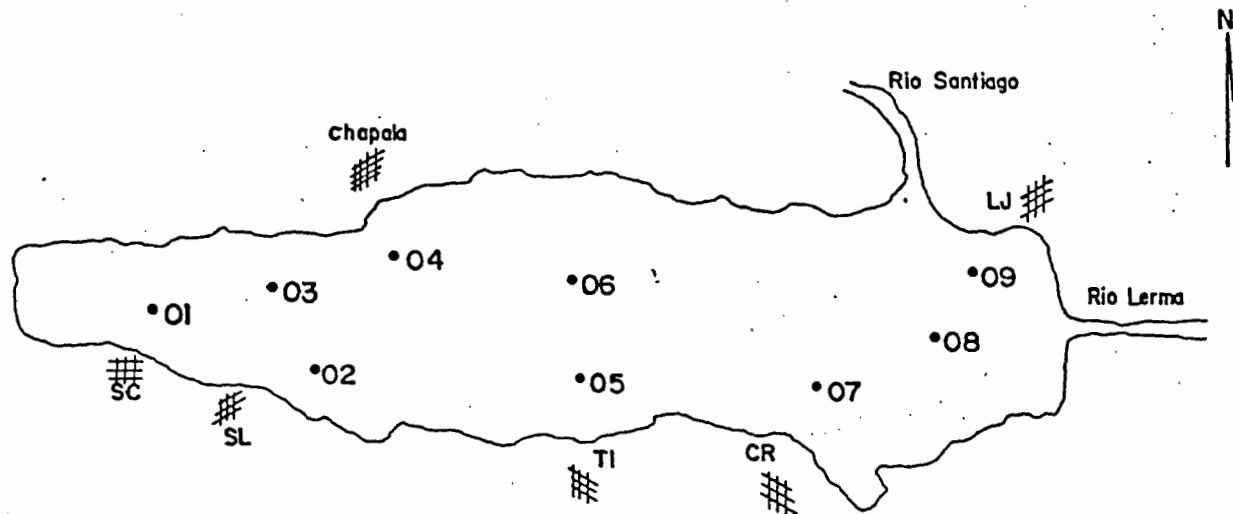 N
Rio Santiago
Chapala
LJ
04
09
06
03
Rio Lerma
01
08
02
05
07
SC
SL
TI
CR